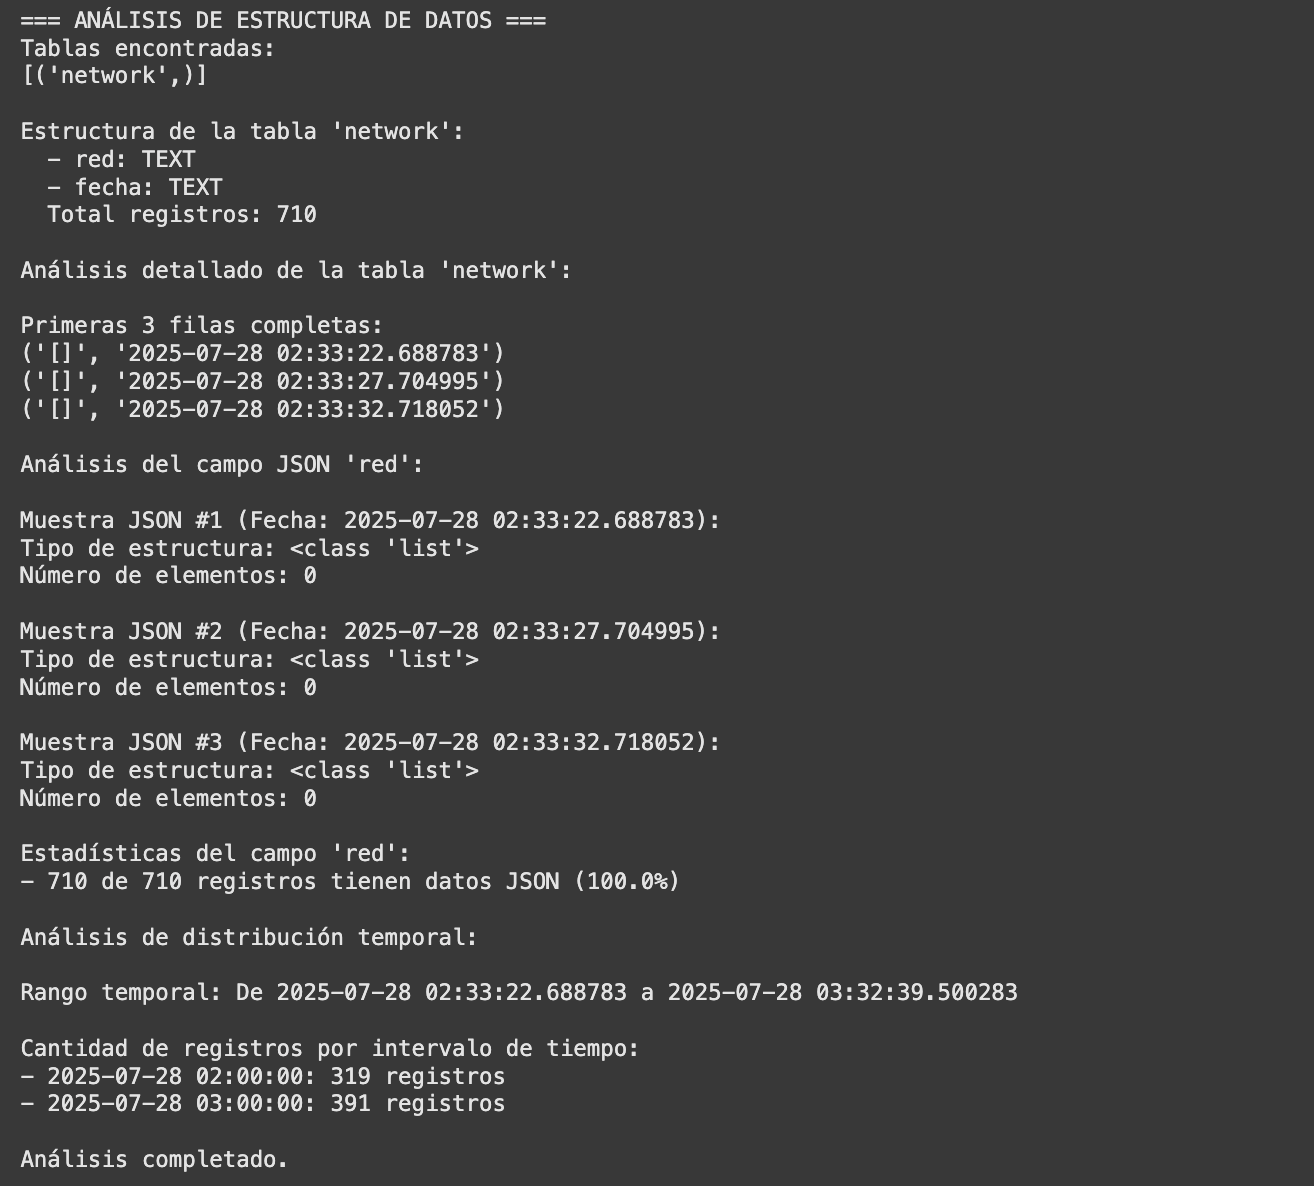 === ANÁLISIS DE ESTRUCTURA DE DATOS ===
Tablas encontradas:
[('network',)]
Estructura de la tabla 'network':
– red: TEXT
– fecha: TEXT
Total registros: 710
Análisis detallado de la tabla 'network':
Primeras 3 filas completas:
('[]', '2025–07–28 02:33:22.688783')
('[]', '2025–07–28 02:33:27.704995')
('[]', '2025–07–28 02:33:32.718052')
Análisis del campo JSON 'red':
Muestra JSON #1 (Fecha: 2025–07–28 02:33:22.688783):
Tipo de estructura: <class 'list'>
Número de elementos: 0
Muestra JSON #2 (Fecha: 2025–07–28 02:33:27.704995):
Tipo de estructura: <class 'list'>
Número de elementos: 0
Muestra JSON #3 (Fecha: 2025–07–28 02:33:32.718052):
Tipo de estructura: <class 'list'>
Número de elementos: 0
Estadísticas del campo 'red':
– 710 de 710 registros tienen datos JSON (100.0%)
Análisis de distribución temporal:
Rango temporal: De 2025–07–28 02:33:22.688783 a 2025–07–28 03:32:39.500283
Cantidad de registros por intervalo de tiempo:
– 2025–07–28 02:00:00: 319 registros
– 2025–07–28 03:00:00: 391 registros
Análisis completado.